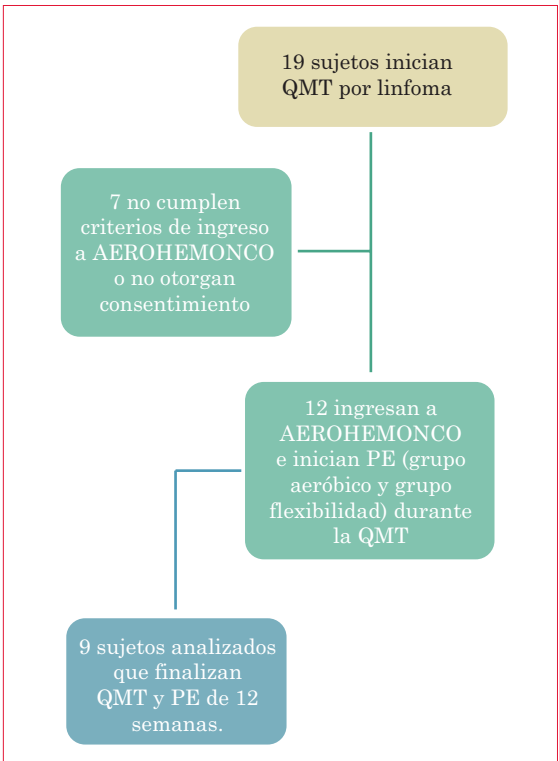 19 sujetos inician
QMT por linfoma
7 no cumplen
criterios de ingreso
a AEROHEMONCO
o no otorgan
consentimiento
12 ingresan a
AEROHEMONCO
e inician PE (grupo
aeróbico y grupo
flexibilidad) durante
la QMT
9 sujetos analizados
que finalizan
QMT y PE de 12
semanas.